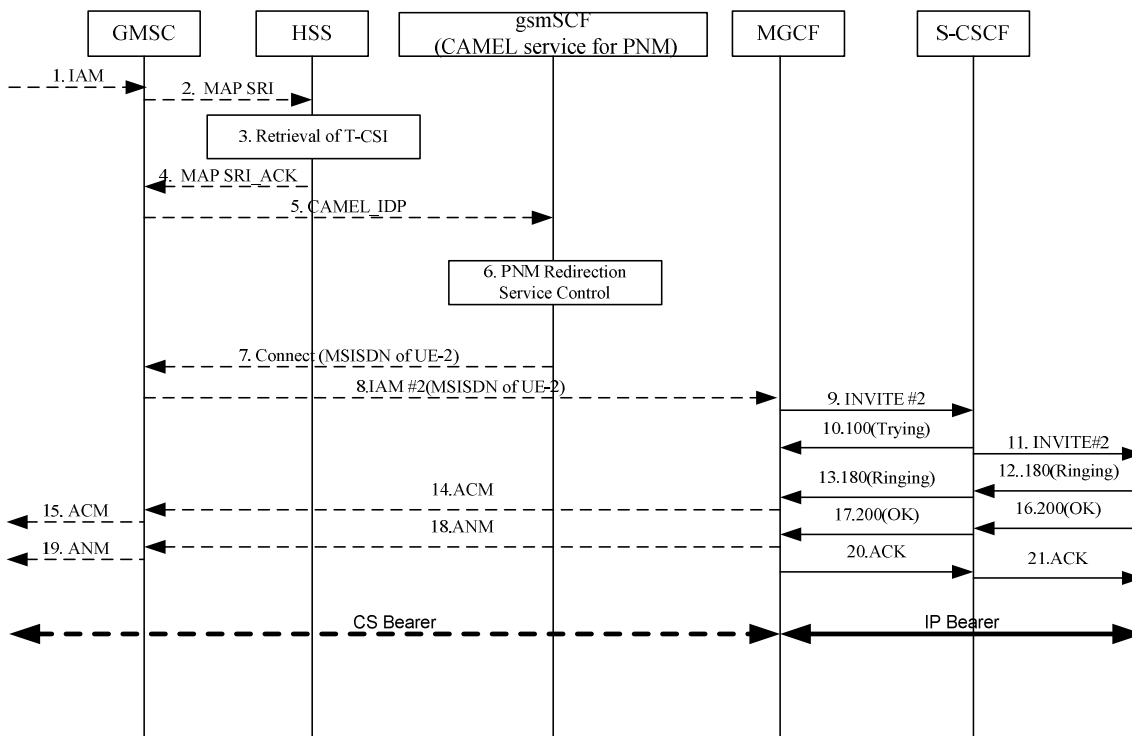 GMSC
HSS
gsmSCF
(CAMEL service for PNM)
MGCF
S-CSCF
1. IAM
2. MAP SRI
3. Retrieval of T-CSI
4. MAP SRI_ACK
5. CAMEL_IDP
6. PNM Redirection
Service Control
7. Connect (MSISDN of UE-2)
8.IAM #2(MSISDN of UE-2)
9. INVITE #2
10.100(Trying)
11. INVITE#2
12..180(Ringing)
13.180(Ringing)
14.ACM
15. ACM
16.200(OK)
17.200(OK)
18.ANM
19. ANM
20.ACK
21.ACK
CS Bearer
IP Bearer